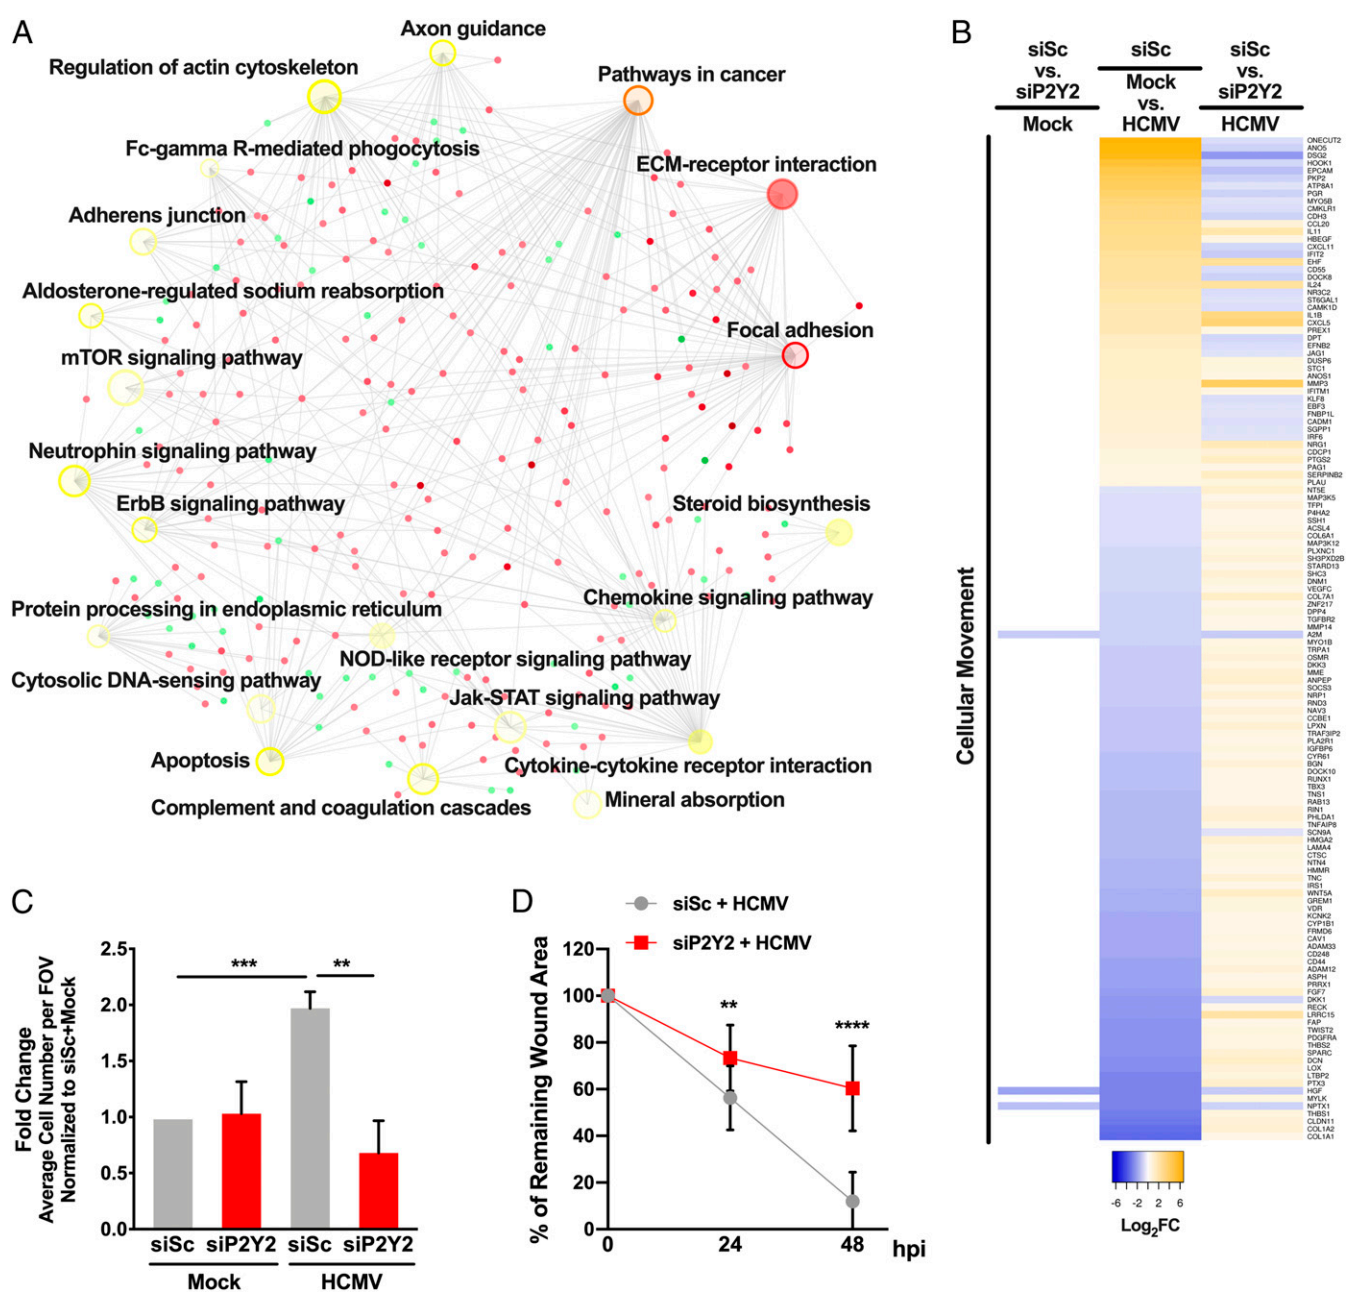 A
Axon guidance
Regulation of actin cytoskeleton
Pathways in cancer
Fc-gamma R-mediated phogocytosis
ECM-receptor interaction
Adherens junction
Aldosterone-regulated sodium reabsorption
Focal adhesion
mTOR signaling pathway
Neutrophin signaling pathway
ErbB signaling pathway
Steroid biosynthesis
Chemokine signaling pathway
Protein processing in endoplasmic reticulum
NOD-like receptor signaling pathway
Cytosolic DNA-sensing pathway
Jak-STAT signaling pathway
Apoptosis
Cytokine-cytokine receptor interaction
Complement and coagulation cascades
Mineral absorption
B
siSc
vs.
siP2Y2
Mock
siSc
Mock
vs.
HCMV
siSc
vs.
siP2Y2
HCMV
Cellular Movement
ONECUT2
ANO5
DSG2
HOOK1
EPCAM
PKP2
ATP8A1
PGR
MYO5B
CMKLR1
CDH3
CCL20
IL11
HBEGF
CXCL11
IFIT2
EHF
CD55
DOCK8
IL24
NR3C2
ST6GAL1
CAMK1D
IL1B
CXCL5
PREX1
DPT
EFNB2
JAG1
DUSP6
STC1
ANOS1
MMP3
IFITM1
KLF8
EBF3
FNBP1L
CADM1
SGPP1
IRF6
NRG1
CDCP1
PTGS2
PAG1
SERPINB2
PLAU
NT5E
MAP3K5
TFPI
P4HA2
SSH1
ACSL4
COL6A1
MAP3K12
PLXNC1
SH3PXD2B
STARD13
SHC3
DNM1
VEGFC
COL7A1
ZNF217
DPP4
TGFBR2
MMP14
A2M
MYO1B
TRPA1
OSMR
DKK3
MME
ANPEP
SOCS3
NRP1
RND3
NAV3
CCBE1
LPXN
TRAF3IP2
PLA2R1
IGFBP6
CYR61
BGN
DOCK10
RUNX1
TBX3
TNS1
RAB13
RIN1
PHLDA1
TNFAIP8
SCN9A
HMGA2
LAMA4
CTSC
NTN4
HMMR
TNC
IRS1
WNT5A
GREM1
VDR
KCNK2
CYP1B1
FRMD6
CAV1
ADAM33
CD248
CD44
ADAM12
ASPH
PRRX1
FGF7
DKK1
RECK
LRRC15
FAP
TWIST2
PDGFRA
THBS2
SPARC
DCN
LOX
LTBP2
PTX3
HGF
MYLK
NPTX1
THBS1
CLDN11
COL1A2
COL1A1
-6 -2 2 6
Log2FC
C
Fold Change
Average Cell Number per FOV
Normalized to siSc+Mock
2.5
2.0
1.5
1.0
0.5
0.0
***
**
siSc siP2Y2 siSc siP2Y2
Mock HCMV
D
siSc + HCMV
siP2Y2 + HCMV
% of Remaining Wound Area
120
100
80
60
40
20
0
**
****
0 24 48 hpi